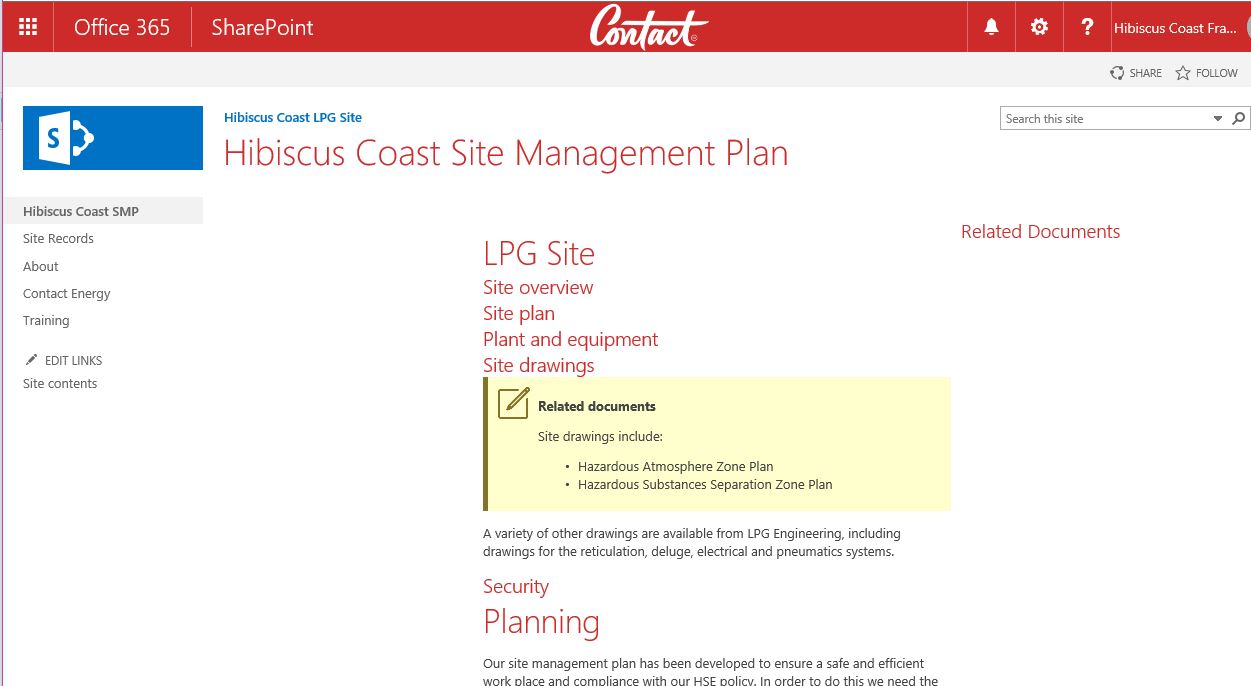 Office 365
SharePoint
Contact®
?
Hibiscus Coast Fra...
SHARE
FOLLOW
S
Hibiscus Coast LPG Site
Search this site
Hibiscus Coast Site Management Plan
Hibiscus Coast SMP
Site Records
About
Contact Energy
Training
EDIT LINKS
Site contents
LPG Site
Site overview
Site plan
Plant and equipment
Site drawings
Related documents
Site drawings include:
• Hazardous Atmosphere Zone Plan
• Hazardous Substances Separation Zone Plan
A variety of other drawings are available from LPG Engineering, including
drawings for the reticulation, deluge, electrical and pneumatics systems.
Security
Planning
Our site management plan has been developed to ensure a safe and efficient
work place and compliance with our HSE policy. In order to do this we need the
Related Documents